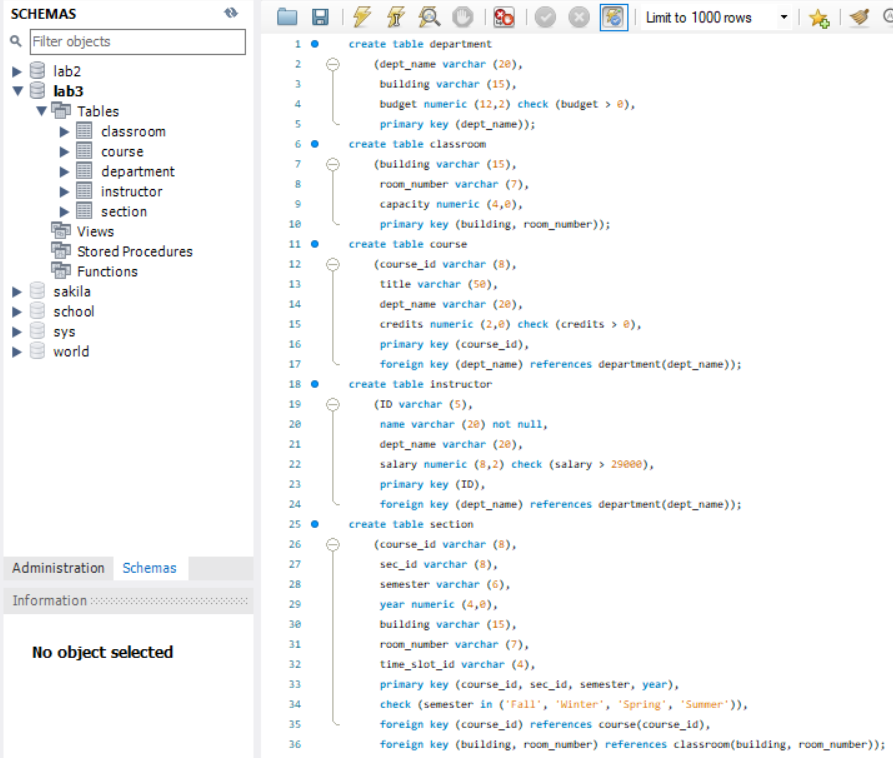 SCHEMAS
Filter objects
lab2
lab3
Tables
classroom
course
department
instructor
section
Views
Stored Procedures
Functions
sakila
school
sys
world
Administration Schemas
Information
No object selected
Limit to 1000 rows
1 create table department
2 (dept_name varchar (20),
3 building varchar (15),
4 budget numeric (12,2) check (budget > 0),
5 primary key (dept_name));
6 create table classroom
7 (building varchar (15),
8 room_number varchar (7),
9 capacity numeric (4,0),
10 primary key (building, room_number));
11 create table course
12 (course_id varchar (8),
13 title varchar (50),
14 dept_name varchar (20),
15 credits numeric (2,0) check (credits > 0),
16 primary key (course_id),
17 foreign key (dept_name) references department(dept_name));
18 create table instructor
19 (ID varchar (5),
20 name varchar (20) not null,
21 dept_name varchar (20),
22 salary numeric (8,2) check (salary > 29000),
23 primary key (ID),
24 foreign key (dept_name) references department(dept_name));
25 create table section
26 (course_id varchar (8),
27 sec_id varchar (8),
28 semester varchar (6),
29 year numeric (4,0),
30 building varchar (15),
31 room_number varchar (7),
32 time_slot_id varchar (4),
33 primary key (course_id, sec_id, semester, year),
34 check (semester in ('Fall', 'Winter', 'Spring', 'Summer')),
35 foreign key (course_id) references course(course_id),
36 foreign key (building, room_number) references classroom(building, room_number));